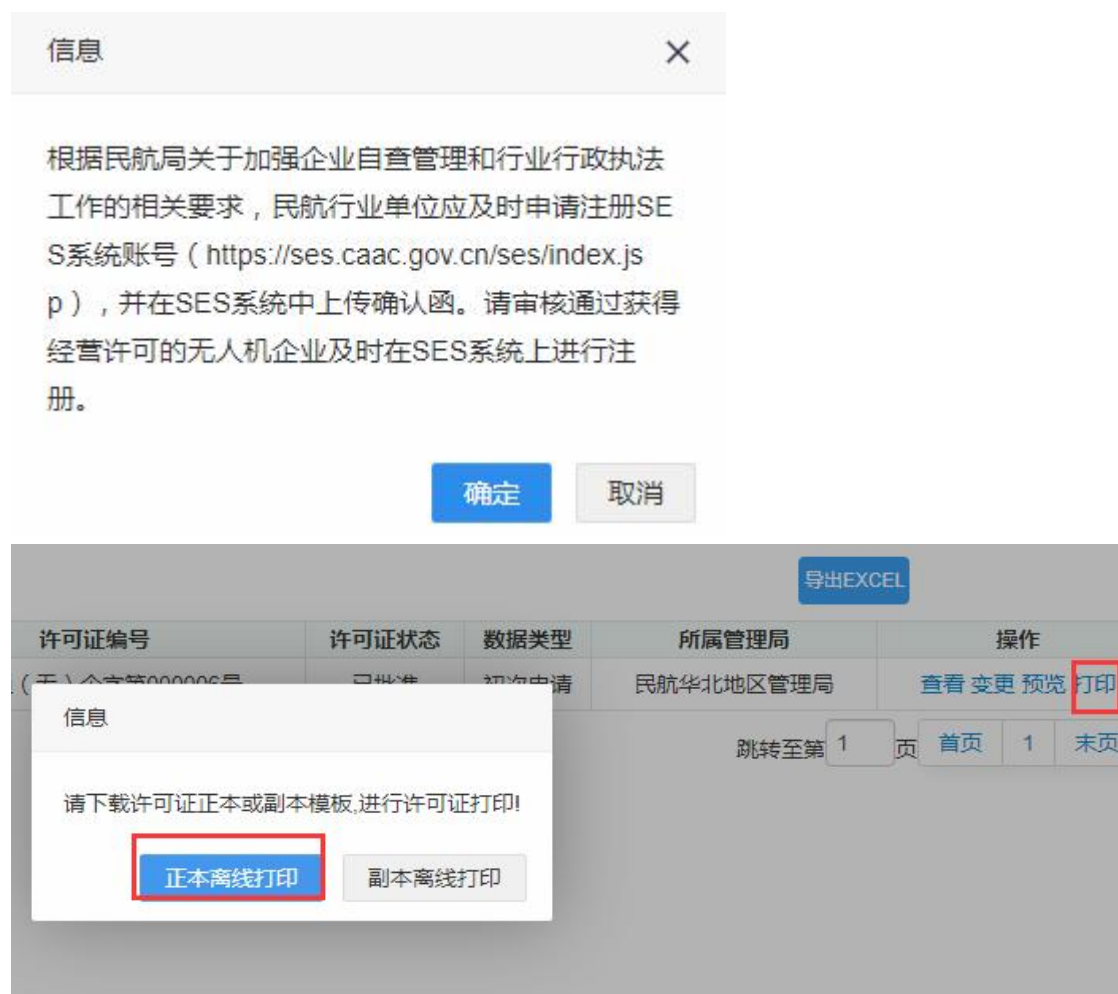 信息
根据民航局关于加强企业自查管理和行业行政执法
工作的相关要求，民航行业单位应及时申请注册SE
S系统账号（https://ses.caac.gov.cn/ses/index.js
p），并在SES系统中上传确认函。请审核通过获得
经营许可的无人机企业及时在SES系统上进行注
册。
确定 取消
导出EXCEL
许可证编号 许可证状态 数据类型 所属管理局 操作
民航华北地区管理局 查看 变更 预览 打印
信息
跳转至第 1 页 首页 1 末页
请下载许可证正本或副本模板,进行许可证打印!
正本离线打印 副本离线打印